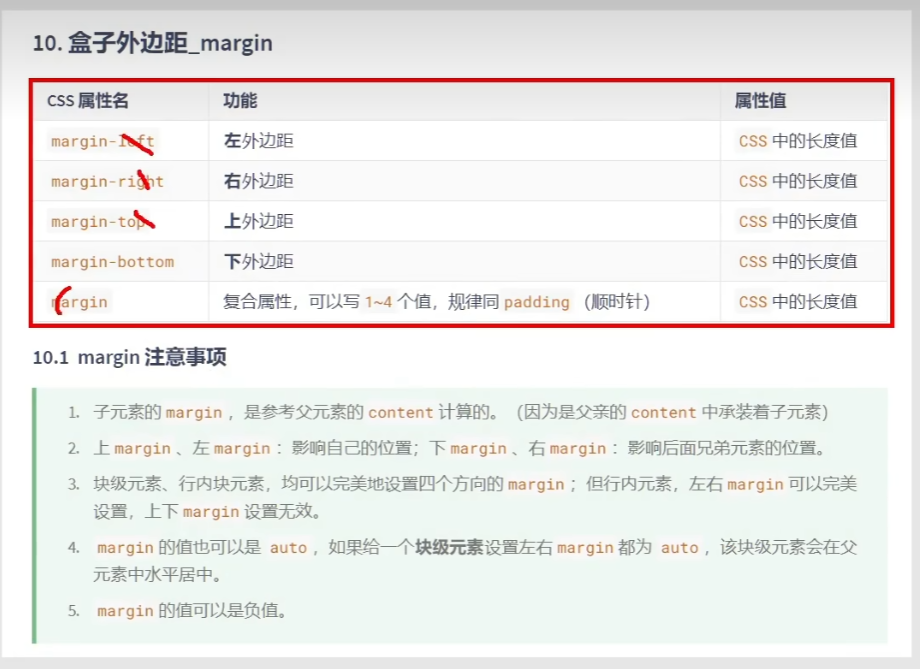 10. 盒子外边距_margin
CSS 属性名 功能 属性值
margin-left 左外边距 CSS 中的长度值
margin-right 右外边距 CSS 中的长度值
margin-top 上外边距 CSS 中的长度值
margin-bottom 下外边距 CSS 中的长度值
margin 复合属性，可以写 1~4 个值，规律同 padding （顺时针） CSS 中的长度值
10.1 margin 注意事项
1. 子元素的 margin ，是参考父元素的 content 计算的。（因为是父亲的 content 中承装着子元素）
2. 上 margin 、左 margin ：影响自己的位置；下 margin 、右 margin ：影响后面兄弟元素的位置。
3. 块级元素、行内块元素，均可以完美地设置四个方向的 margin ；但行内元素，左右 margin 可以完美
设置，上下 margin 设置无效。
4. margin 的值也可以是 auto ，如果给一个块级元素设置左右 margin 都为 auto ，该块级元素会在父
元素中水平居中。
5. margin 的值可以是负值。